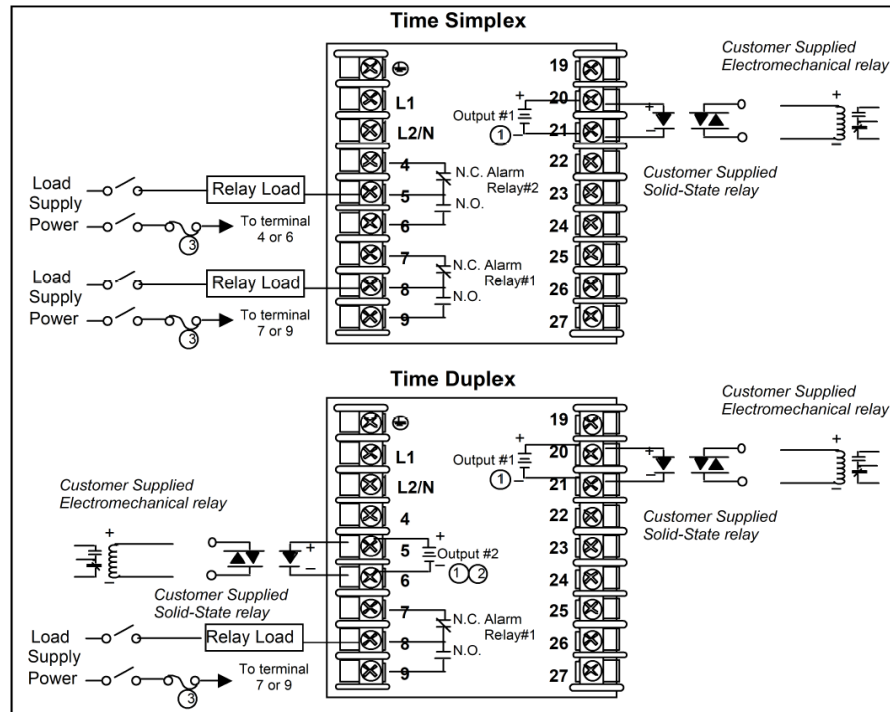 Time Simplex
Customer Supplied
Electromechanical relay
19
L1
L2/N
4
5
6
7
8
9
Output #1
1
+
−
20
21
22
23
24
25
26
27
+
−
+
−
Customer Supplied
Solid-State relay
N.C. Alarm
Relay#2
N.O.
Load
Supply
Power
Relay Load
3
To terminal
4 or 6
N.C. Alarm
Relay#1
N.O.
Load
Supply
Power
Relay Load
3
To terminal
7 or 9
Time Duplex
Customer Supplied
Electromechanical relay
19
L1
L2/N
4
5
6
7
8
9
Output #1
1
+
−
20
21
22
23
24
25
26
27
+
−
+
−
Customer Supplied
Solid-State relay
Customer Supplied
Electromechanical relay
+
−
+
−
Customer Supplied
Solid-State relay
+
−
Output #2
1 2
N.C. Alarm
Relay#1
N.O.
Load
Supply
Power
Relay Load
3
To terminal
7 or 9